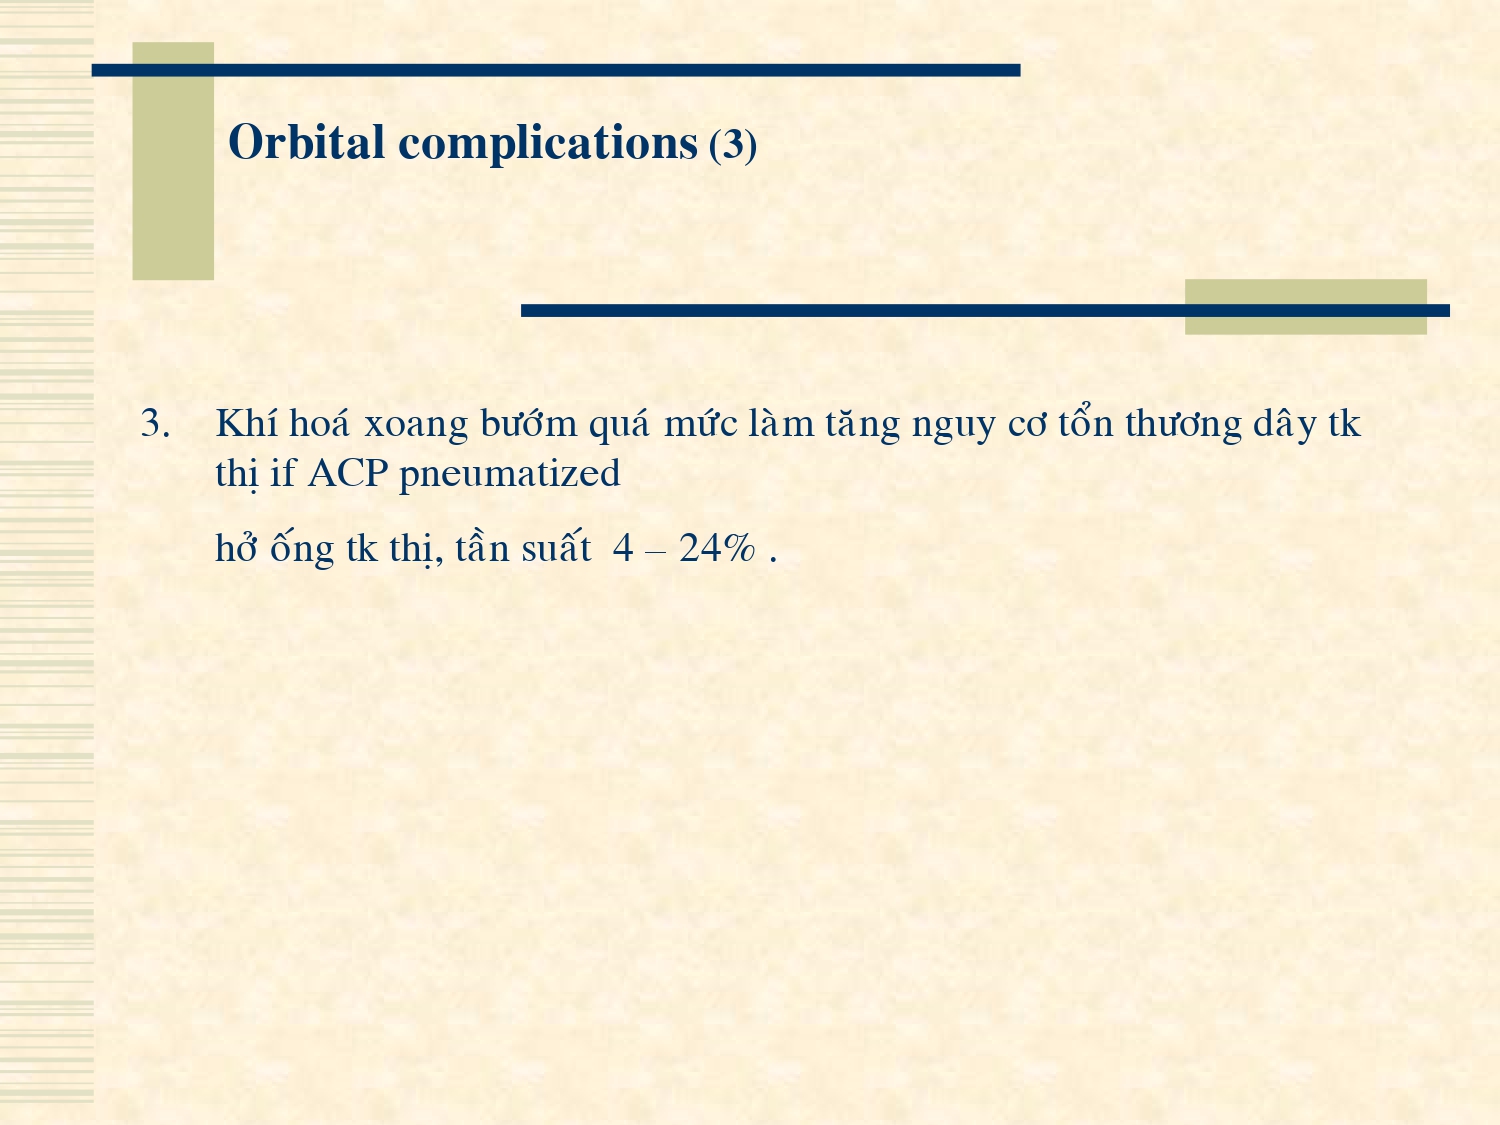 Orbital complications (3)
3. Khí hoá xoang bướm quá mức làm tăng nguy cơ tổn thương dây tk
thị if ACP pneumatized
hở ống tk thị, tần suất 4 – 24% .